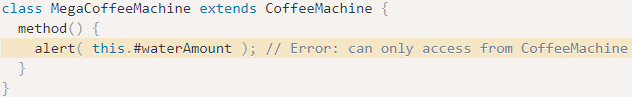 class MegaCoffeeMachine extends CoffeeMachine {
  method() {
    alert( this.#waterAmount ); // Error: can only access from CoffeeMachine
  }
}